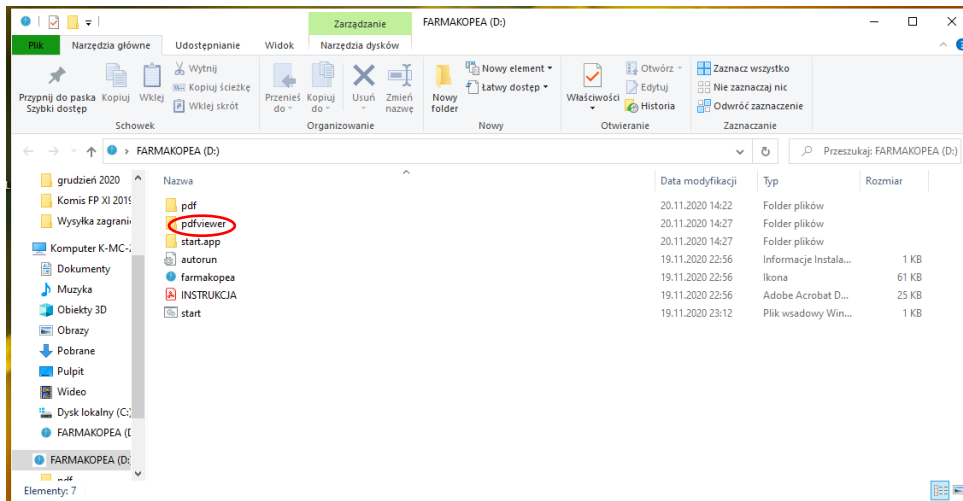 Zarządzanie FARMAKOPEA (D:)
Plik Narzędzia główne Udostępnianie Widok Narzędzia dysków
Przypnij do paska Szybki dostęp
Kopiuj
Wklej
Wytnij
Kopiuj ścieżkę
Wklej skrót
Schowek
Przenieś do
Kopiuj do
Usuń
Zmień nazwę
Organizowanie
Nowy folder
Nowy element
Łatwy dostęp
Nowy
Właściwości
Otwórz
Edytuj
Historia
Otwieranie
Zaznacz wszystko
Nie zaznaczaj nic
Odwróć zaznaczenie
Zaznaczanie
FARMAKOPEA (D:)
Przeszukaj: FARMAKOPEA (D:)
grudzień 2020
Komis FP XI 2019
Wysyłka zagrani
Komputer K-MC-
Dokumenty
Muzyka
Obiekty 3D
Obrazy
Pobrane
Pulpit
Wideo
Dysk lokalny (C:)
FARMAKOPEA (D
FARMAKOPEA (D:
pdf
Nazwa Data modyfikacji Typ Rozmiar
pdf 20.11.2020 14:22 Folder plików
pdfviewer 20.11.2020 14:27 Folder plików
start.app 20.11.2020 14:27 Folder plików
autorun 19.11.2020 22:56 Informacje Instala... 1 KB
farmakopea 19.11.2020 22:56 Ikona 61 KB
INSTRUKCJA 19.11.2020 22:56 Adobe Acrobat D... 25 KB
start 19.11.2020 23:12 Plik wsadowy Win... 1 KB
Elementy: 7